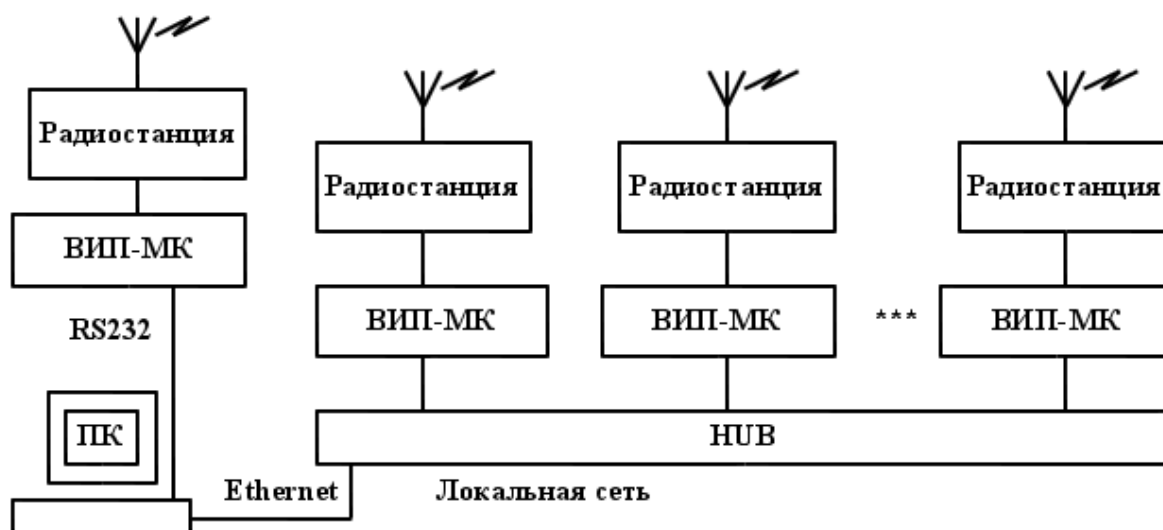 Радиостанция
ВИП-МК
RS232
ПК
Радиостанция
ВИП-МК
Радиостанция
ВИП-МК
***
Радиостанция
ВИП-МК
HUB
Ethernet
Локальная сеть